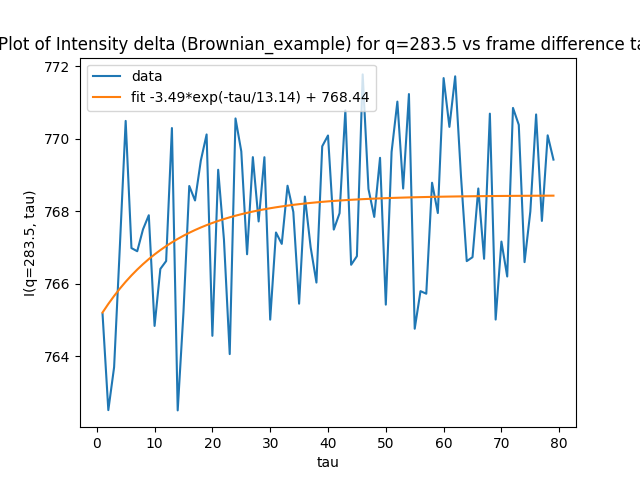 Plot of Intensity delta (Brownian_example) for q=283.5 vs frame difference
data
fit -3.49*exp(-tau/13.14) + 768.44
772
770
768
766
764
I(q=283.5, tau)
0 10 20 30 40 50 60 70 80
tau